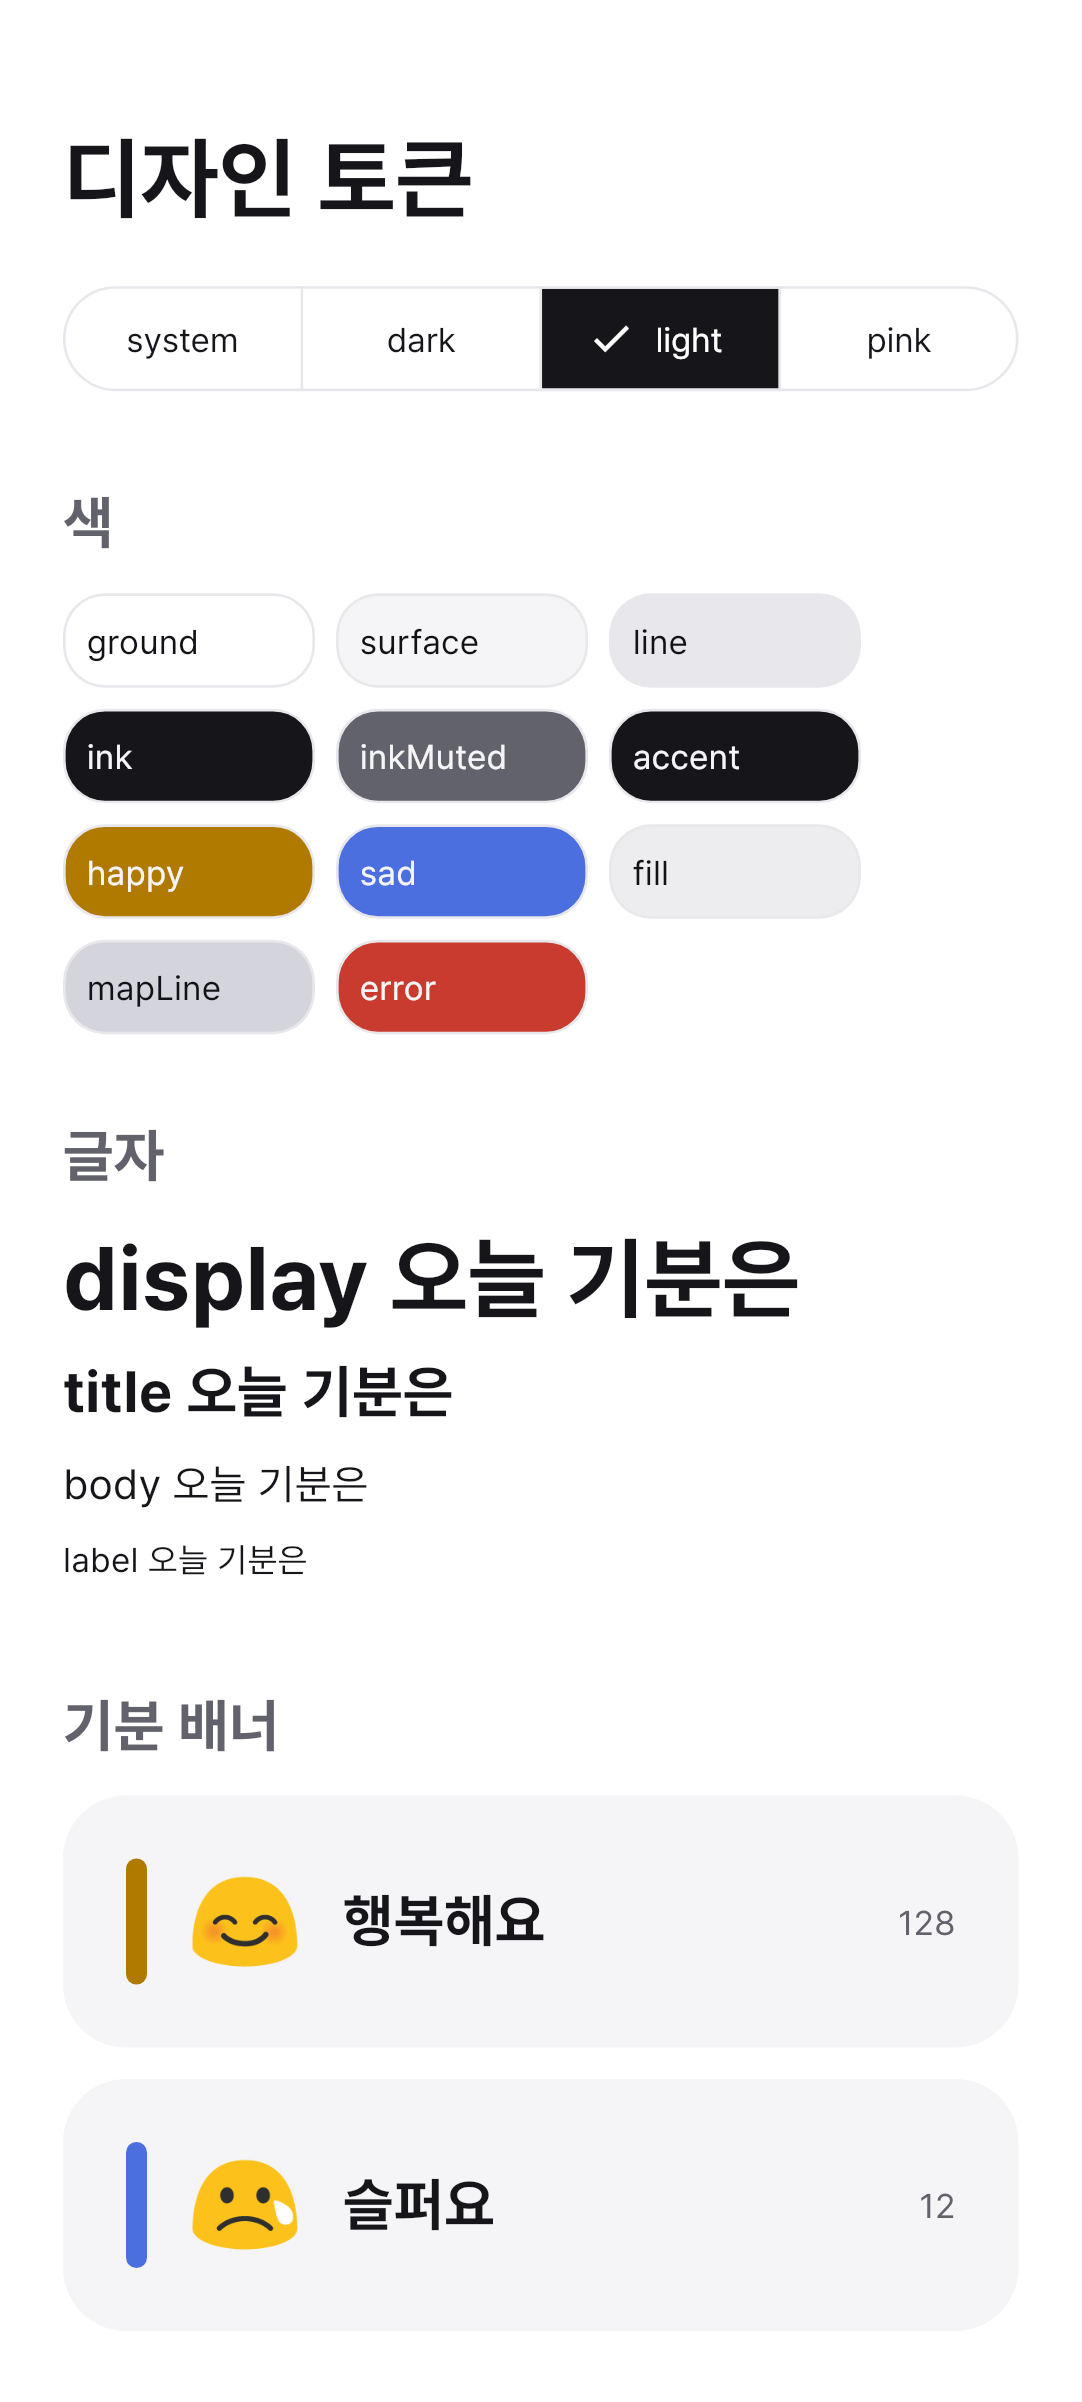 디자인 토큰
system dark light pink
색
ground surface line
ink inkMuted accent
happy sad fill
mapLine error
글자
display 오늘 기분은
title 오늘 기분은
body 오늘 기분은
label 오늘 기분은
기분 배너
행복해요 128
슬퍼요 12